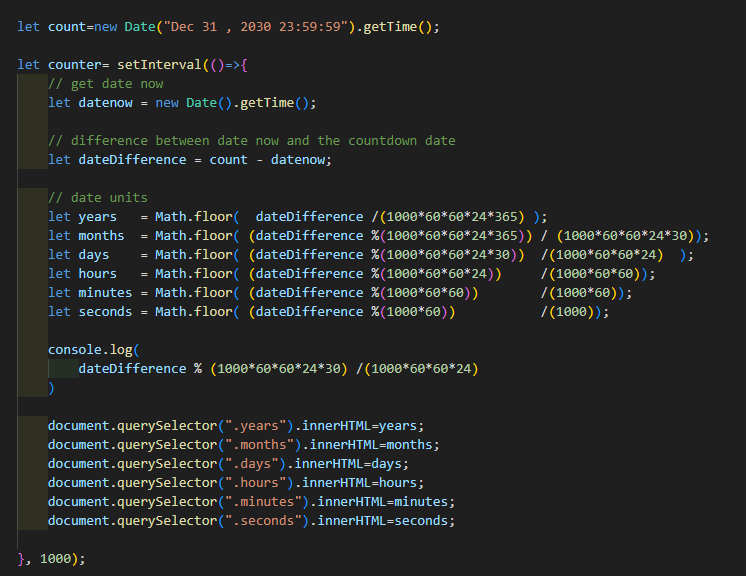 let count=new Date("Dec 31 , 2030 23:59:59").getTime();
let counter= setInterval(()=>{
// get date now
let datenow = new Date().getTime();
// difference between date now and the countdown date
let dateDifference = count - datenow;
// date units
let years   = Math.floor(  dateDifference /(1000*60*60*24*365) );
let months  = Math.floor( (dateDifference %(1000*60*60*24*365)) / (1000*60*60*24*30));
let days    = Math.floor( (dateDifference %(1000*60*60*24*30))  /(1000*60*60*24)  );
let hours   = Math.floor( (dateDifference %(1000*60*60*24))     /(1000*60*60));
let minutes = Math.floor( (dateDifference %(1000*60*60))        /(1000*60));
let seconds = Math.floor( (dateDifference %(1000*60))           /(1000));
console.log(
dateDifference % (1000*60*60*24*30) /(1000*60*60*24)
)
document.querySelector(".years").innerHTML=years;
document.querySelector(".months").innerHTML=months;
document.querySelector(".days").innerHTML=days;
document.querySelector(".hours").innerHTML=hours;
document.querySelector(".minutes").innerHTML=minutes;
document.querySelector(".seconds").innerHTML=seconds;
}, 1000);